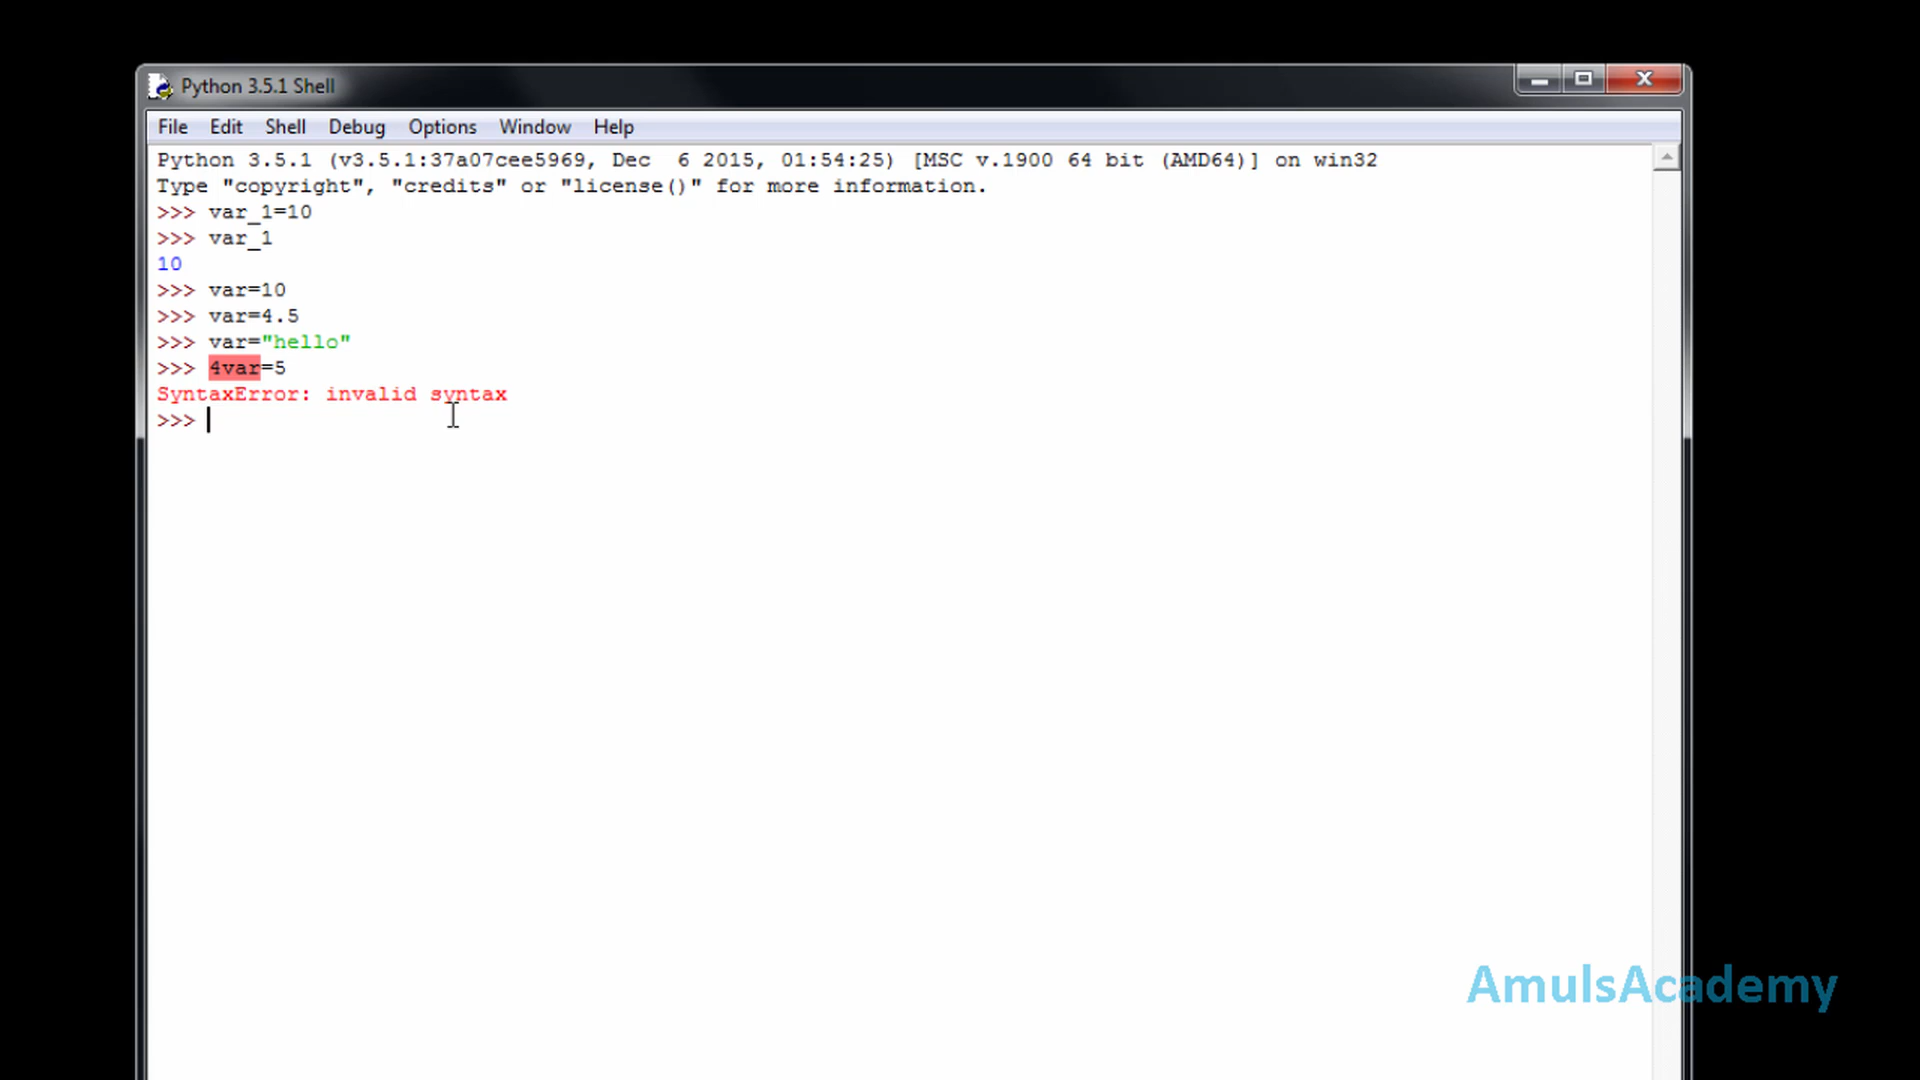 Python 3.5.1 Shell
File Edit Shell Debug Options Window Help
Python 3.5.1 (v3.5.1:37a07cee5969, Dec  6 2015, 01:54:25) [MSC v.1900 64 bit (AMD64)] on win32
Type "copyright", "credits" or "license()" for more information.
>>> var_1=10
>>> var_1
10
>>> var=10
>>> var=4.5
>>> var="hello"
>>> 4var=5
SyntaxError: invalid syntax
>>>
AmulsAcademy